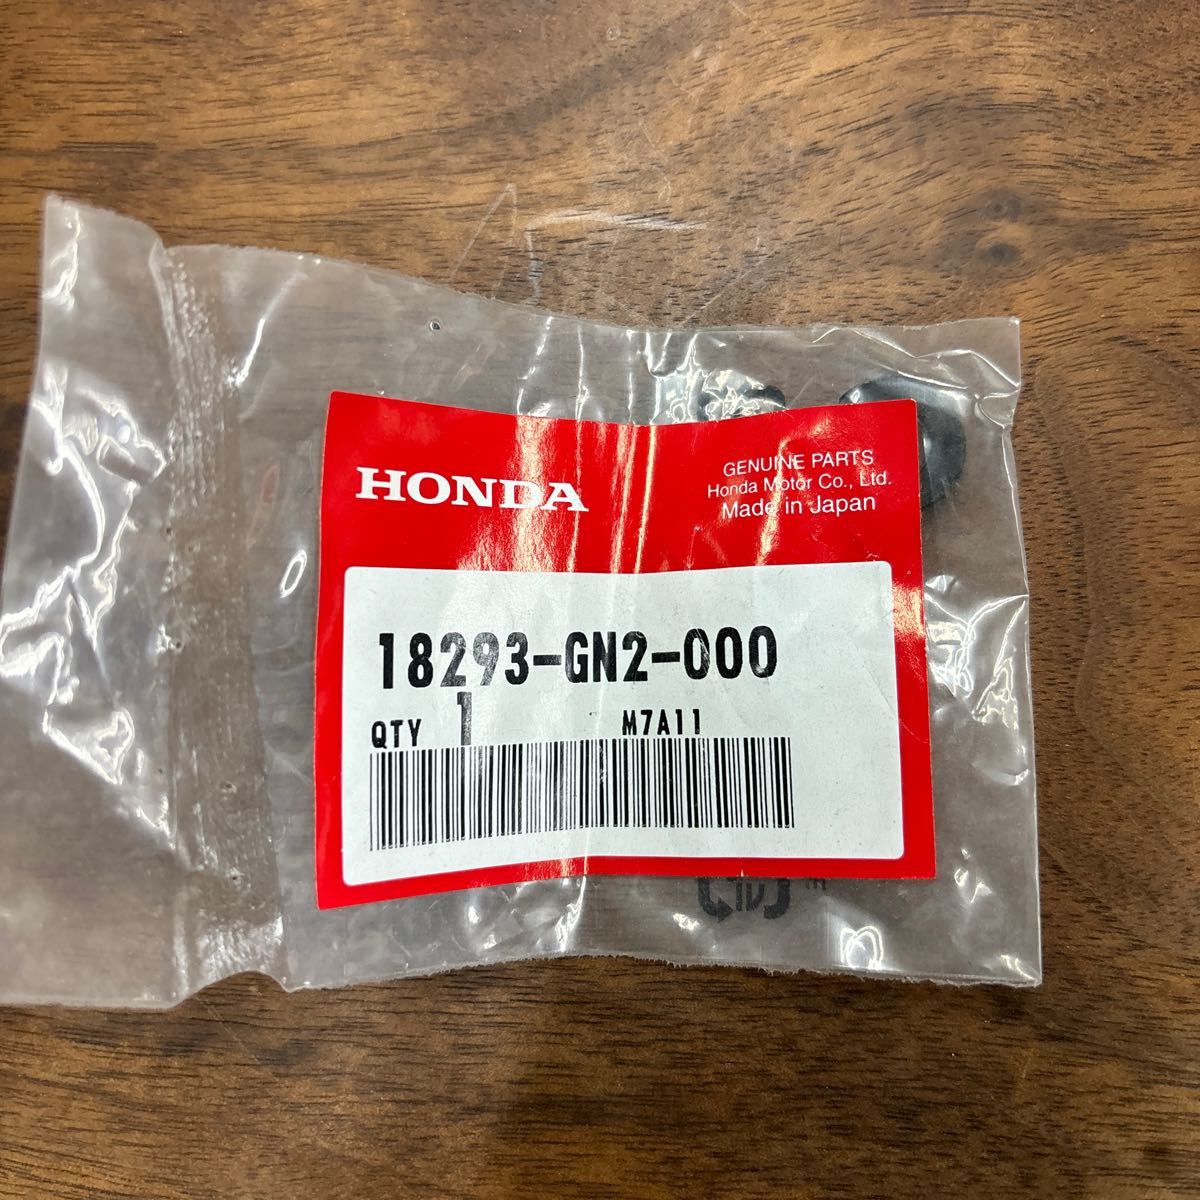 HONDA
GENUINE PARTS
Honda Motor Co., Ltd.
Made in Japan
18293-GN2-000
QTY 1 M7A11